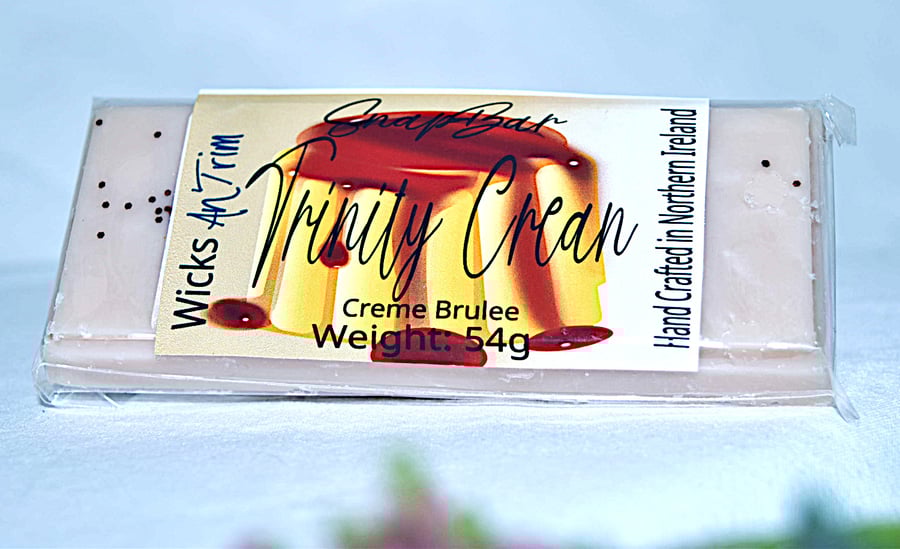 Wicks AnTrim
SnapBar
Trinity Crean
Creme Brulee
Weight: 54g
Hand Crafted in Northern Ireland